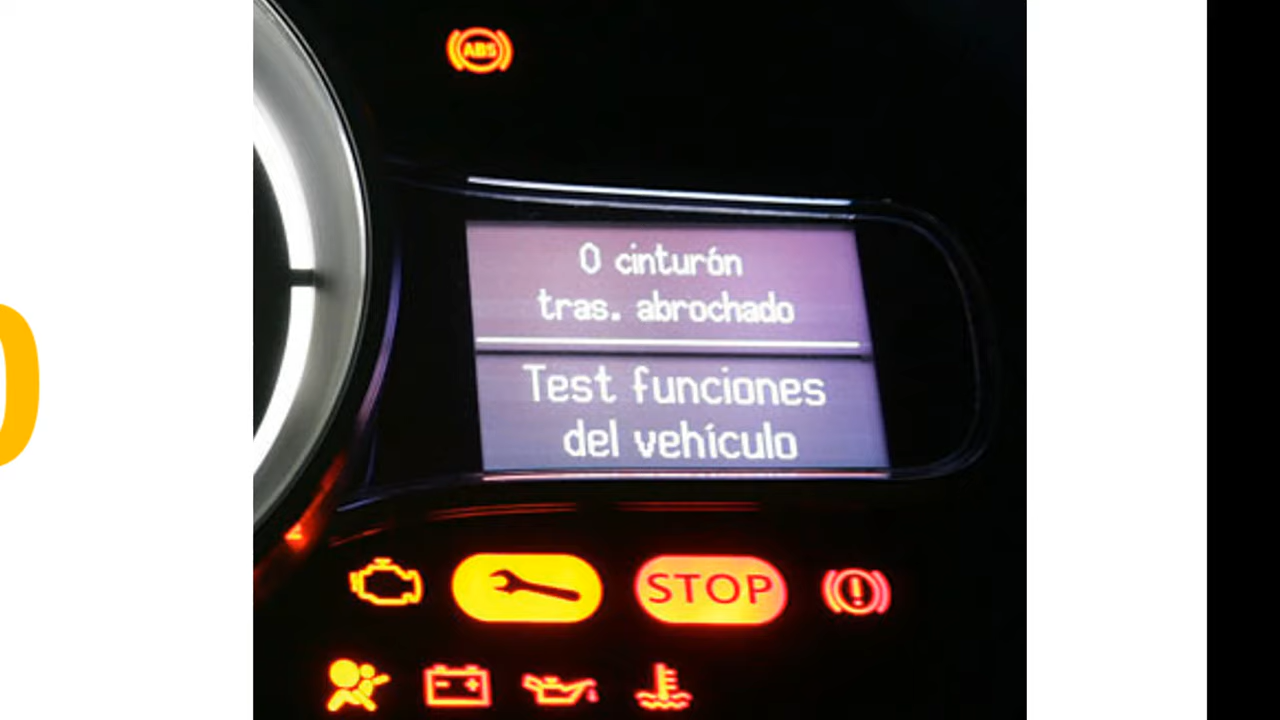 ABS
0 cinturón
tras. abrochado
Test funciones
del vehículo
STOP